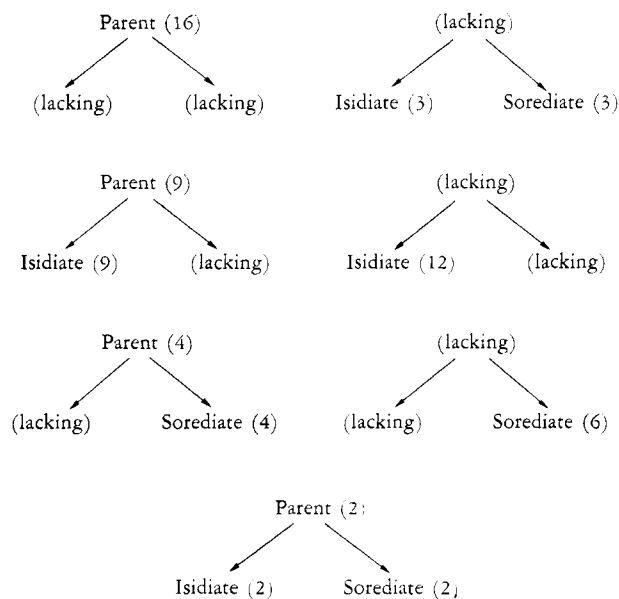 Parent (16) (lacking)
(lacking) (lacking) Isidiate (3) Sorediate (3)
Parent (9) (lacking)
Isidiate (9) (lacking) Isidiate (12) (lacking)
Parent (4) (lacking)
(lacking) Sorediate (4) (lacking) Sorediate (6)
Parent (2)
Isidiate (2) Sorediate (2)